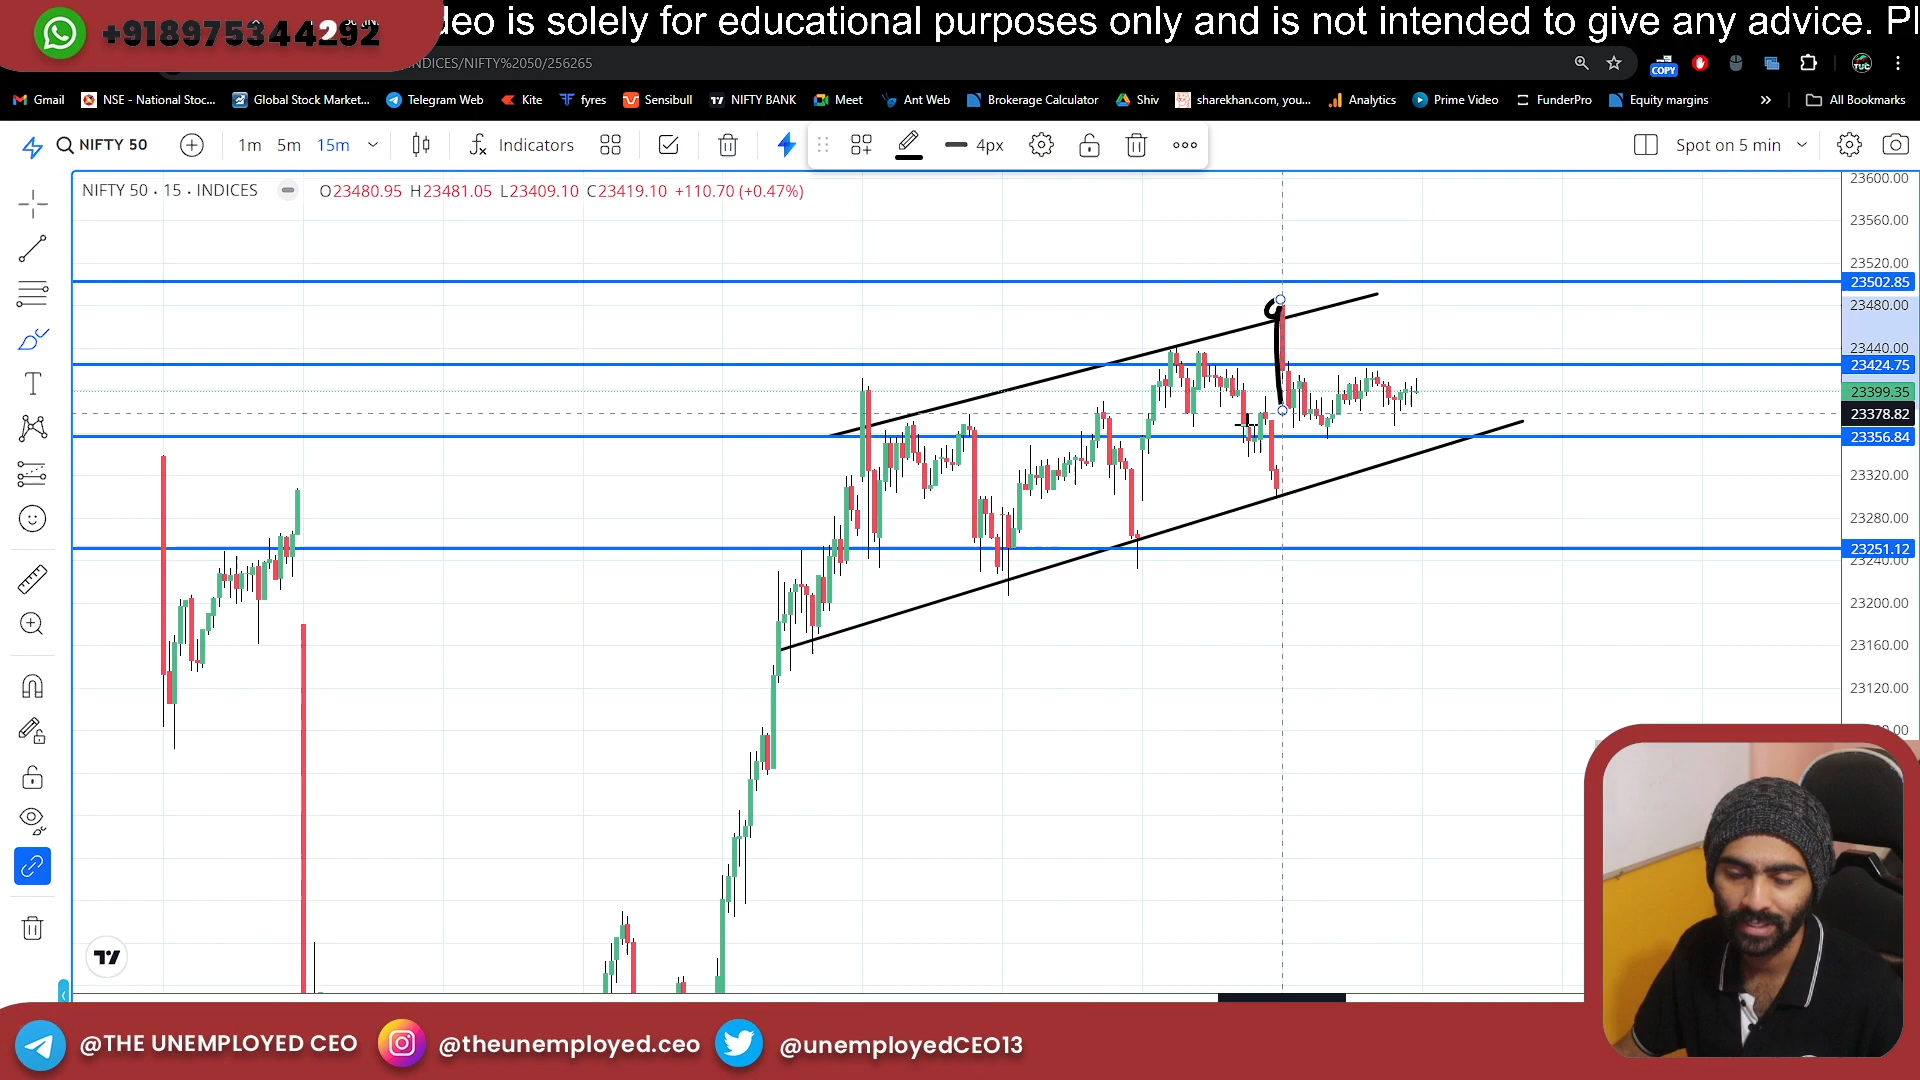 +918975344292
deo is solely for educational purposes only and is not intended to give any advice. Pl
INDICES/NIFTY%2050/256265
COPY
TUC
Gmail NSE - National Stoc... Global Stock Market... Telegram Web Kite fyres Sensibull NIFTY BANK Meet Ant Web Brokerage Calculator Shiv sharekhan.com, you... Analytics Prime Video FunderPro Equity margins » All Bookmarks
NIFTY 50 1m 5m 15m Indicators 4px Spot on 5 min
NIFTY 50 · 15 · INDICES O23480.95 H23481.05 L23409.10 C23419.10 +110.70 (+0.47%)
23600.00
23560.00
23520.00
23502.85
23480.00
23440.00
23424.75
23399.35
23378.82
23356.84
23320.00
23280.00
23251.12
23240.00
23200.00
23160.00
23120.00
@THE UNEMPLOYED CEO @theunemployed.ceo @unemployedCEO13